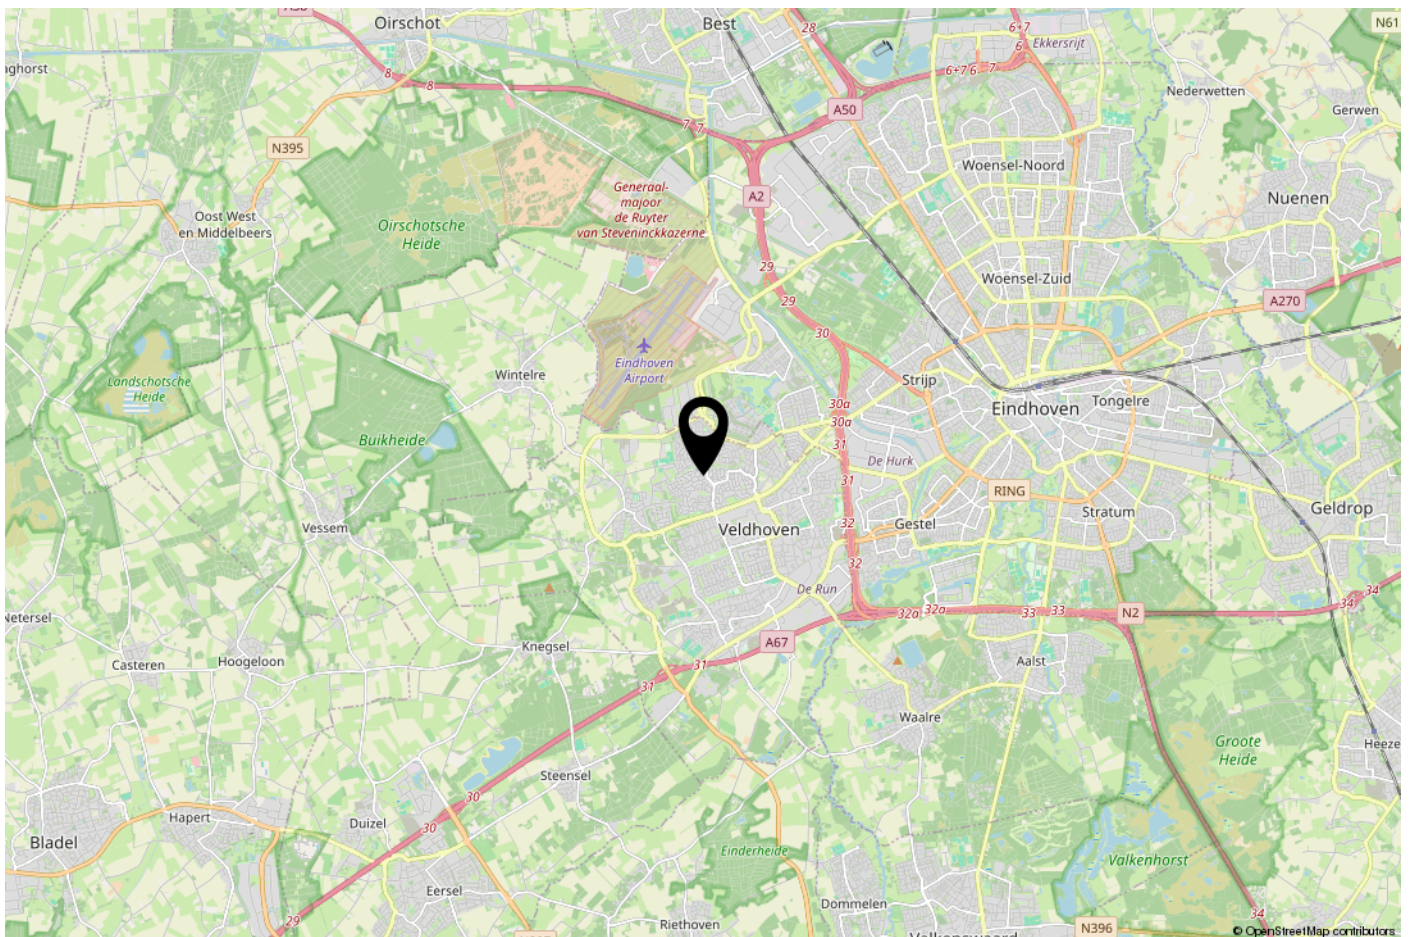 Oirschot
Best
28
6+7
N61
6
Ekkersrijt
8
8
6+7 6
7
Nederwetten
A50
Gerwen
7 7
N395
Woensel-Noord
Generaal-
majoor
de Ruyter
van Steveninckkazerne
A2
Nuenen
Oost West
en Middelbeers
Oirschotsche
Heide
29
Woensel-Zuid
29
A270
30
Eindhoven
Airport
Wintelre
Strijp
Landschotsche
Heide
30a
Eindhoven
Tongelre
30a
Buikheide
31
De Hurk
31
RING
Geldrop
Vessem
Veldhoven
32
Gestel
Stratum
32
De Run
34
34
32a
32a
33
33
N2
Knegsel
A67
Casteren
Hoogeloon
31
Aalst
31
Waalre
Groote
Heide
Steensel
30
Hapert
Duizel
30
Bladel
Einderheide
Valkenhorst
Eersel
Dommelen
29
Riethoven
34
N396
© OpenStreetMap contributors